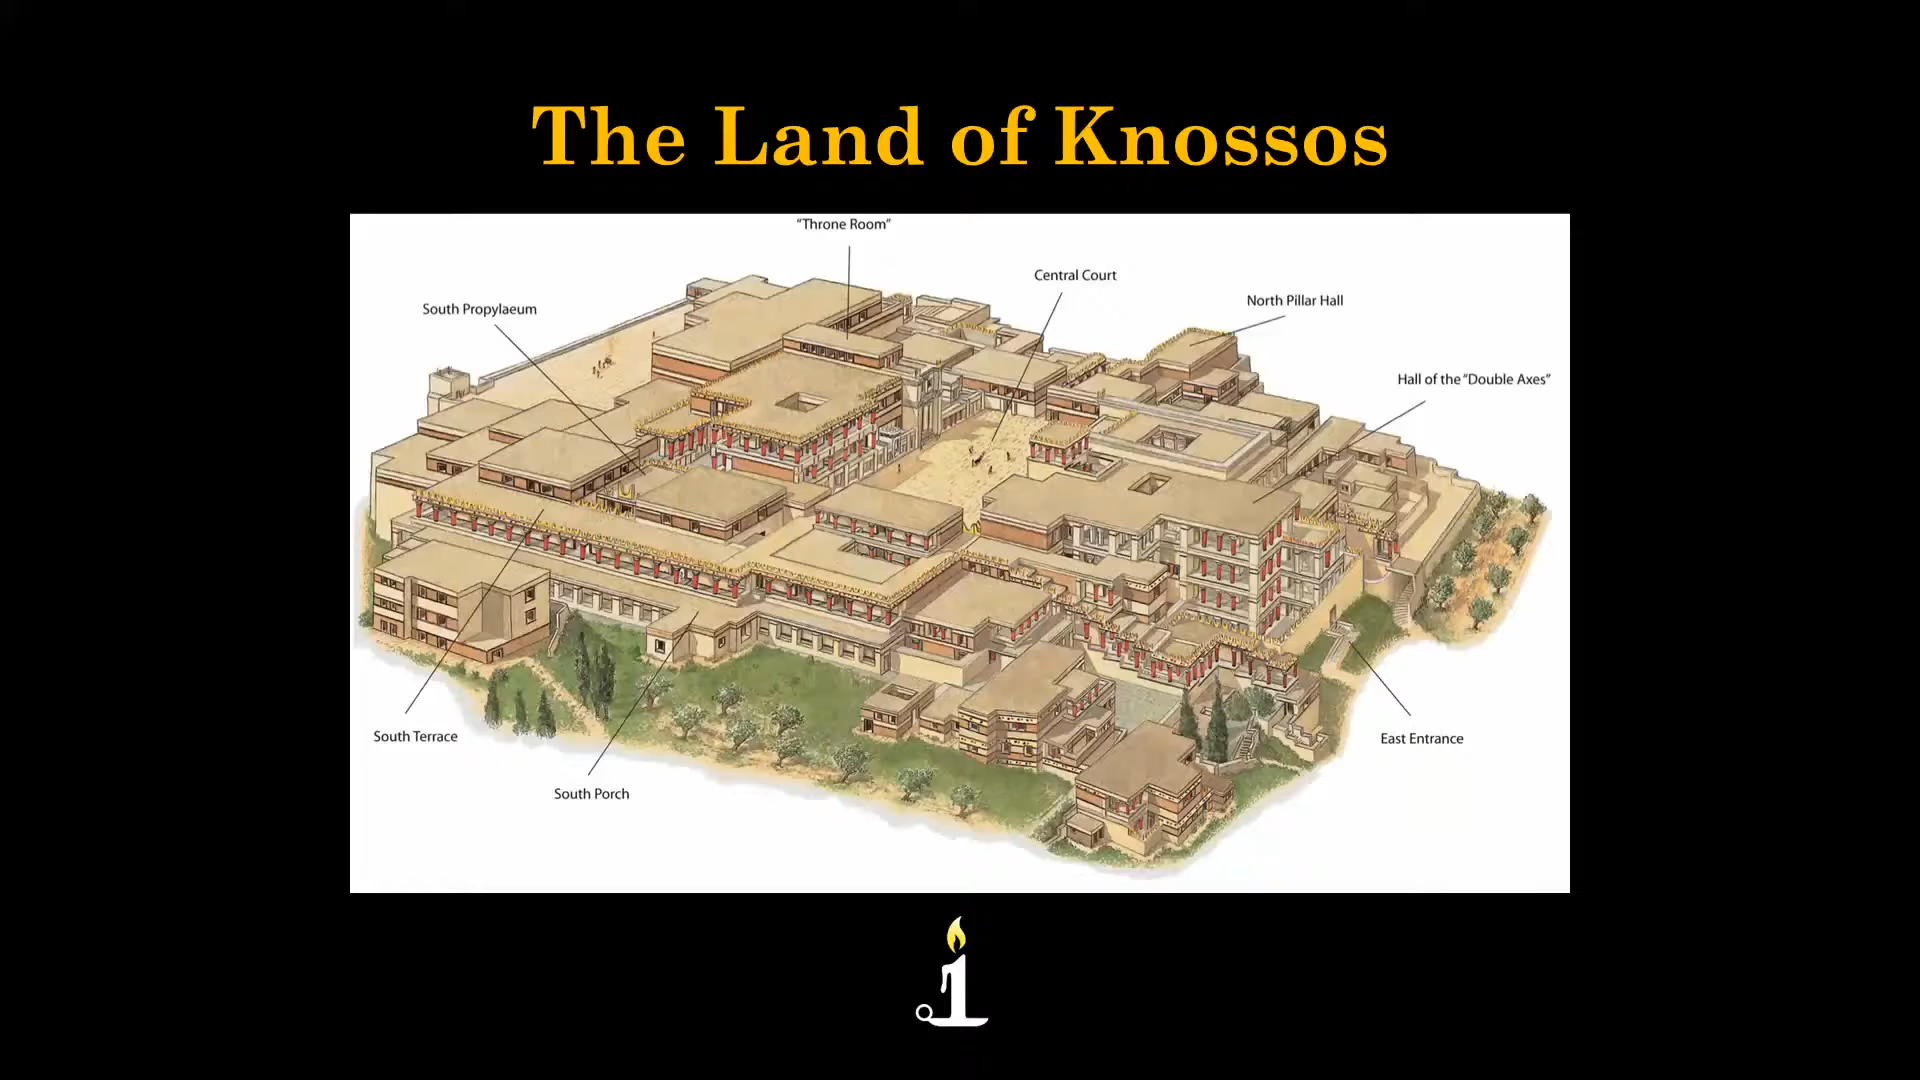 The Land of Knossos
"Throne Room"
Central Court
North Pillar Hall
South Propylaeum
Hall of the "Double Axes"
South Terrace
East Entrance
South Porch